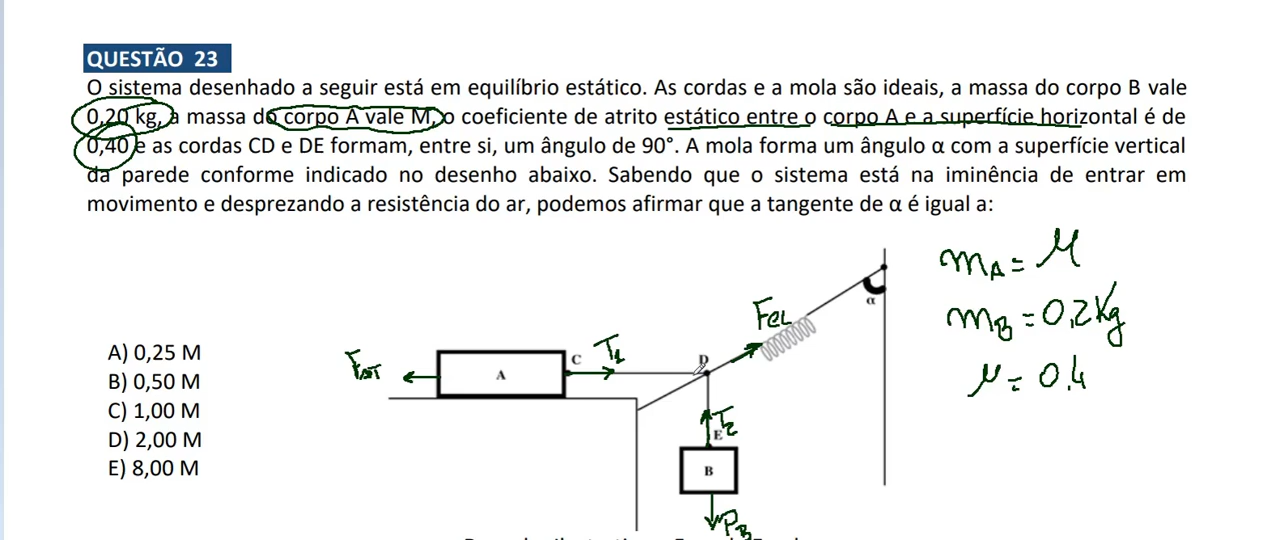 QUESTÃO 23
O sistema desenhado a seguir está em equilíbrio estático. As cordas e a mola são ideais, a massa do corpo B vale
0,20 kg, a massa do corpo A vale M, o coeficiente de atrito estático entre o corpo A e a superfície horizontal é de
0,40 e as cordas CD e DE formam, entre si, um ângulo de 90°. A mola forma um ângulo α com a superfície vertical
da parede conforme indicado no desenho abaixo. Sabendo que o sistema está na iminência de entrar em
movimento e desprezando a resistência do ar, podemos afirmar que a tangente de α é igual a:
mA = M
mB = 0,2Kg
μ = 0,4
A) 0,25 M
B) 0,50 M
C) 1,00 M
D) 2,00 M
E) 8,00 M
α
FeL
FAT
A
C
T1
D
T2
E
B
PB